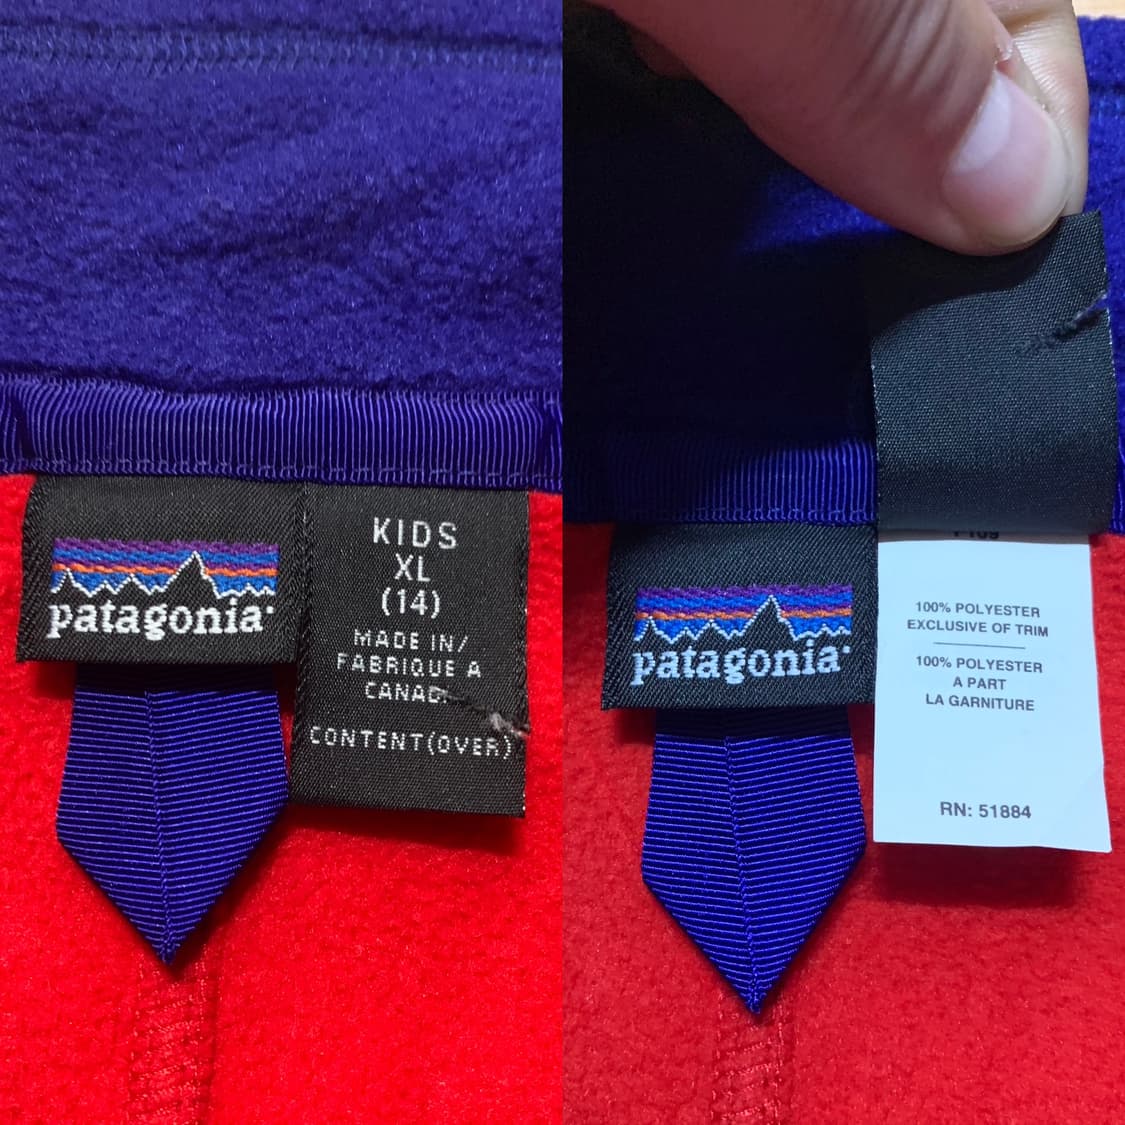 patagonia
KIDS
XL
(14)
MADE IN/
FABRIQUE A
CONTENT(OVER)
patagonia
100% POLYESTER
EXCLUSIVE OF TRIM
100% POLYESTER
A PART
LA GARNITURE
RN: 51884